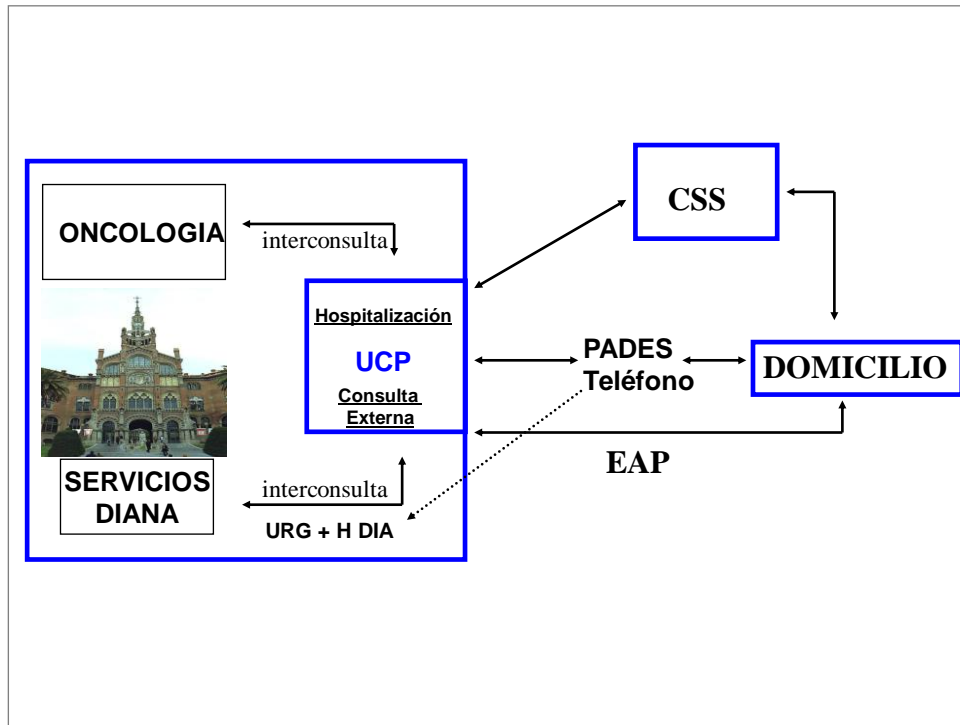 ONCOLOGIA
interconsulta
Hospitalización
UCP
Consulta
Externa
SERVICIOS
DIANA
interconsulta
URG + H DIA
CSS
PADES
Teléfono
DOMICILIO
EAP